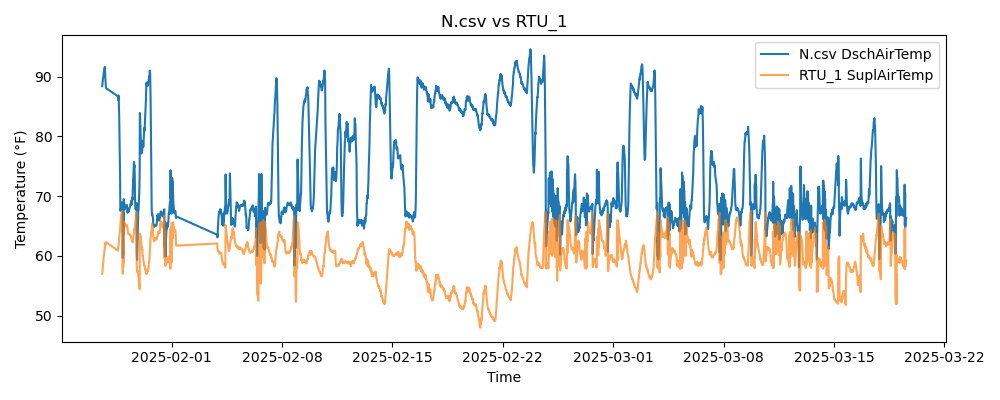 N.csv vs RTU_1
N.csv DschAirTemp
RTU_1 SuplAirTemp
Temperature (°F)
90
80
70
60
50
2025-02-01 2025-02-08 2025-02-15 2025-02-22 2025-03-01 2025-03-08 2025-03-15 2025-03-22
Time